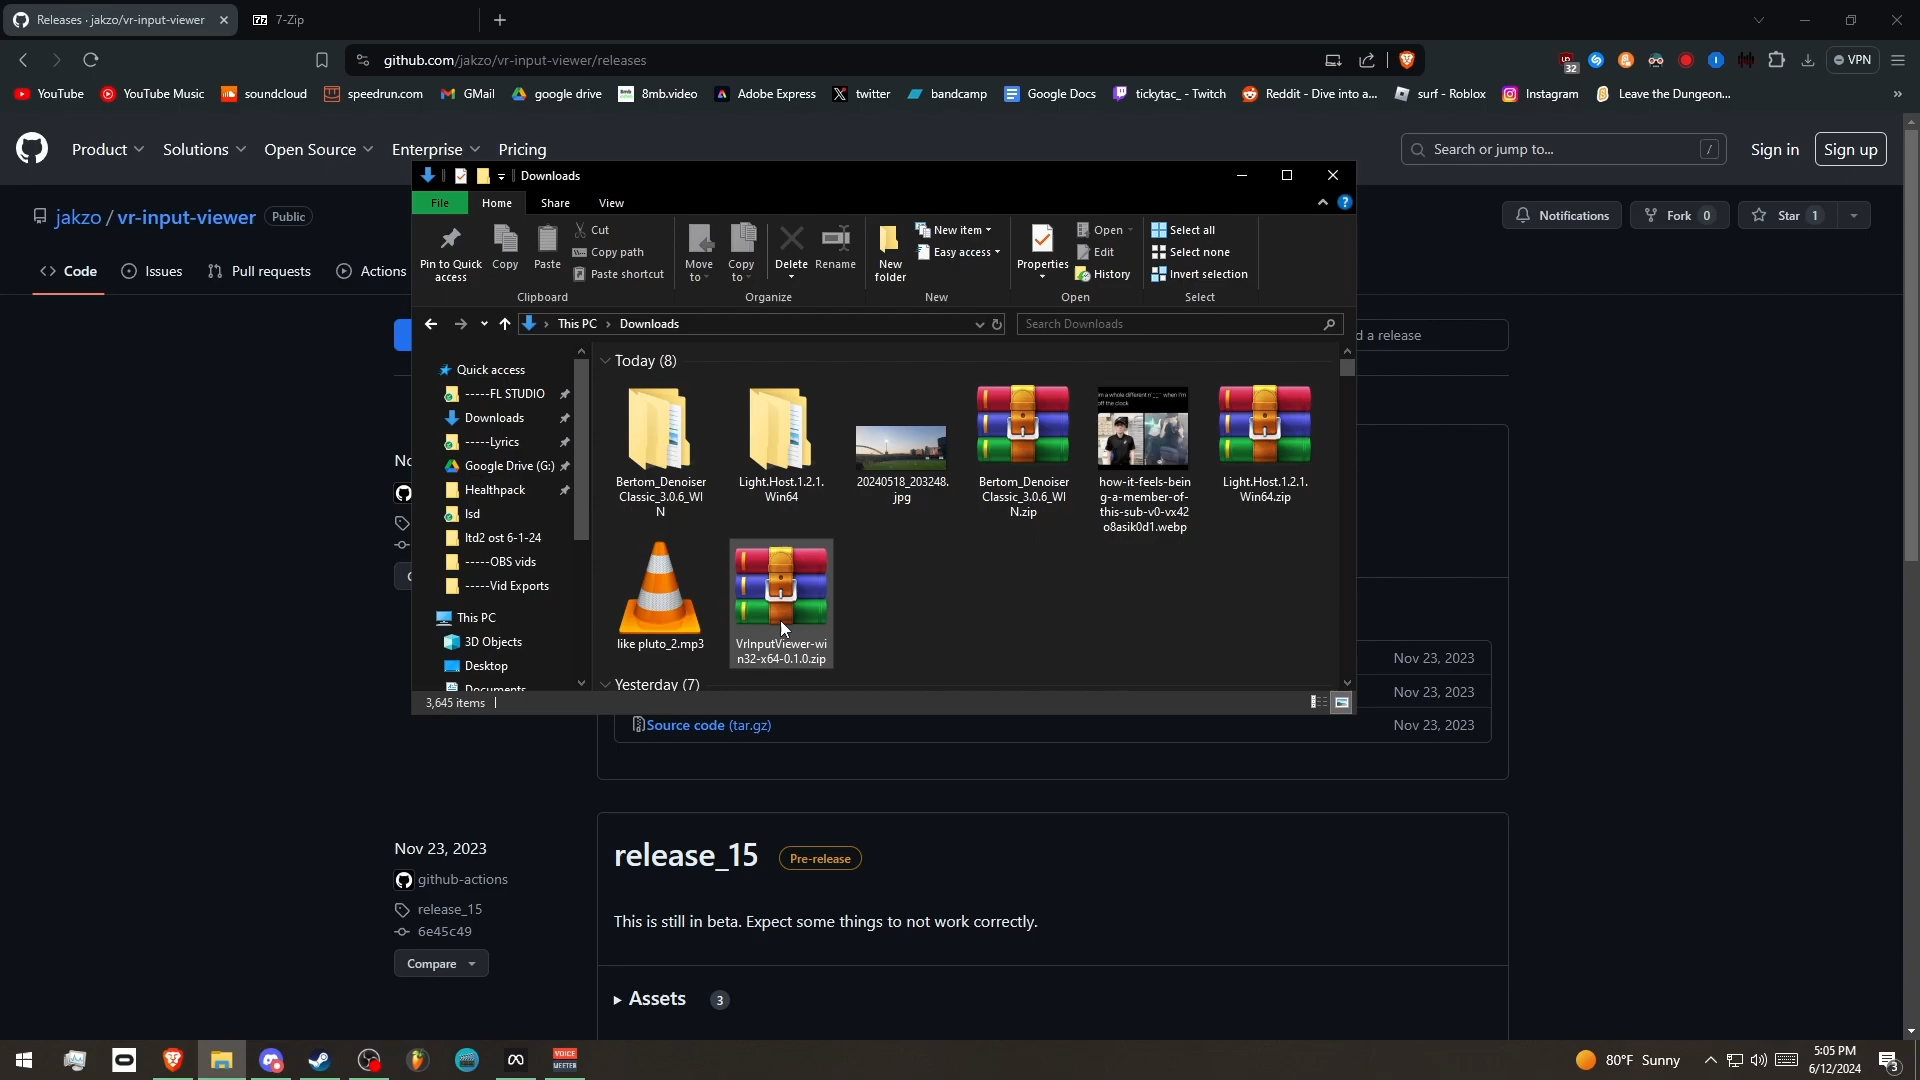 Releases · jakzo/vr-input-viewer
7-Zip
github.com/jakzo/vr-input-viewer/releases
32
VPN
YouTube
YouTube Music
soundcloud
speedrun.com
GMail
google drive
8mb.video
Adobe Express
twitter
bandcamp
Google Docs
tickytac_ - Twitch
Reddit - Dive into a...
surf - Roblox
Instagram
Leave the Dungeon...
Product
Solutions
Open Source
Enterprise
Pricing
Search or jump to...
/
Sign in
Sign up
Downloads
File
Home
Share
View
jakzo / vr-input-viewer
Public
Notifications
Fork 0
Star 1
Code
Issues
Pull requests
Actions
Pin to Quick access
Copy
Paste
Cut
Copy path
Paste shortcut
Clipboard
Move to
Copy to
Delete
Rename
Organize
New folder
New item
Easy access
New
Properties
Open
Edit
History
Open
Select all
Select none
Invert selection
Select
This PC
Downloads
Search Downloads
d a release
Quick access
-----FL STUDIO
Downloads
-----Lyrics
Google Drive (G:)
Healthpack
lsd
ltd2 ost 6-1-24
-----OBS vids
-----Vid Exports
This PC
3D Objects
Desktop
Documents
Today (8)
Bertom_Denoiser
Classic_3.0.6_WI
N
Light.Host.1.2.1.
Win64
20240518_203248.
jpg
Bertom_Denoiser
Classic_3.0.6_WI
N.zip
how-it-feels-bein
g-a-member-of-
this-sub-v0-vx42
o8asik0d1.webp
Light.Host.1.2.1.
Win64.zip
like pluto_2.mp3
VrInputViewer-wi
n32-x64-0.1.0.zip
Yesterday (7)
3,645 items
No
Nov 23, 2023
Nov 23, 2023
Source code (tar.gz)
Nov 23, 2023
Nov 23, 2023
github-actions
release_15
6e45c49
Compare
release_15
Pre-release
This is still in beta. Expect some things to not work correctly.
Assets 3
VOICE
MEETER
80°F Sunny
5:05 PM
6/12/2024
3